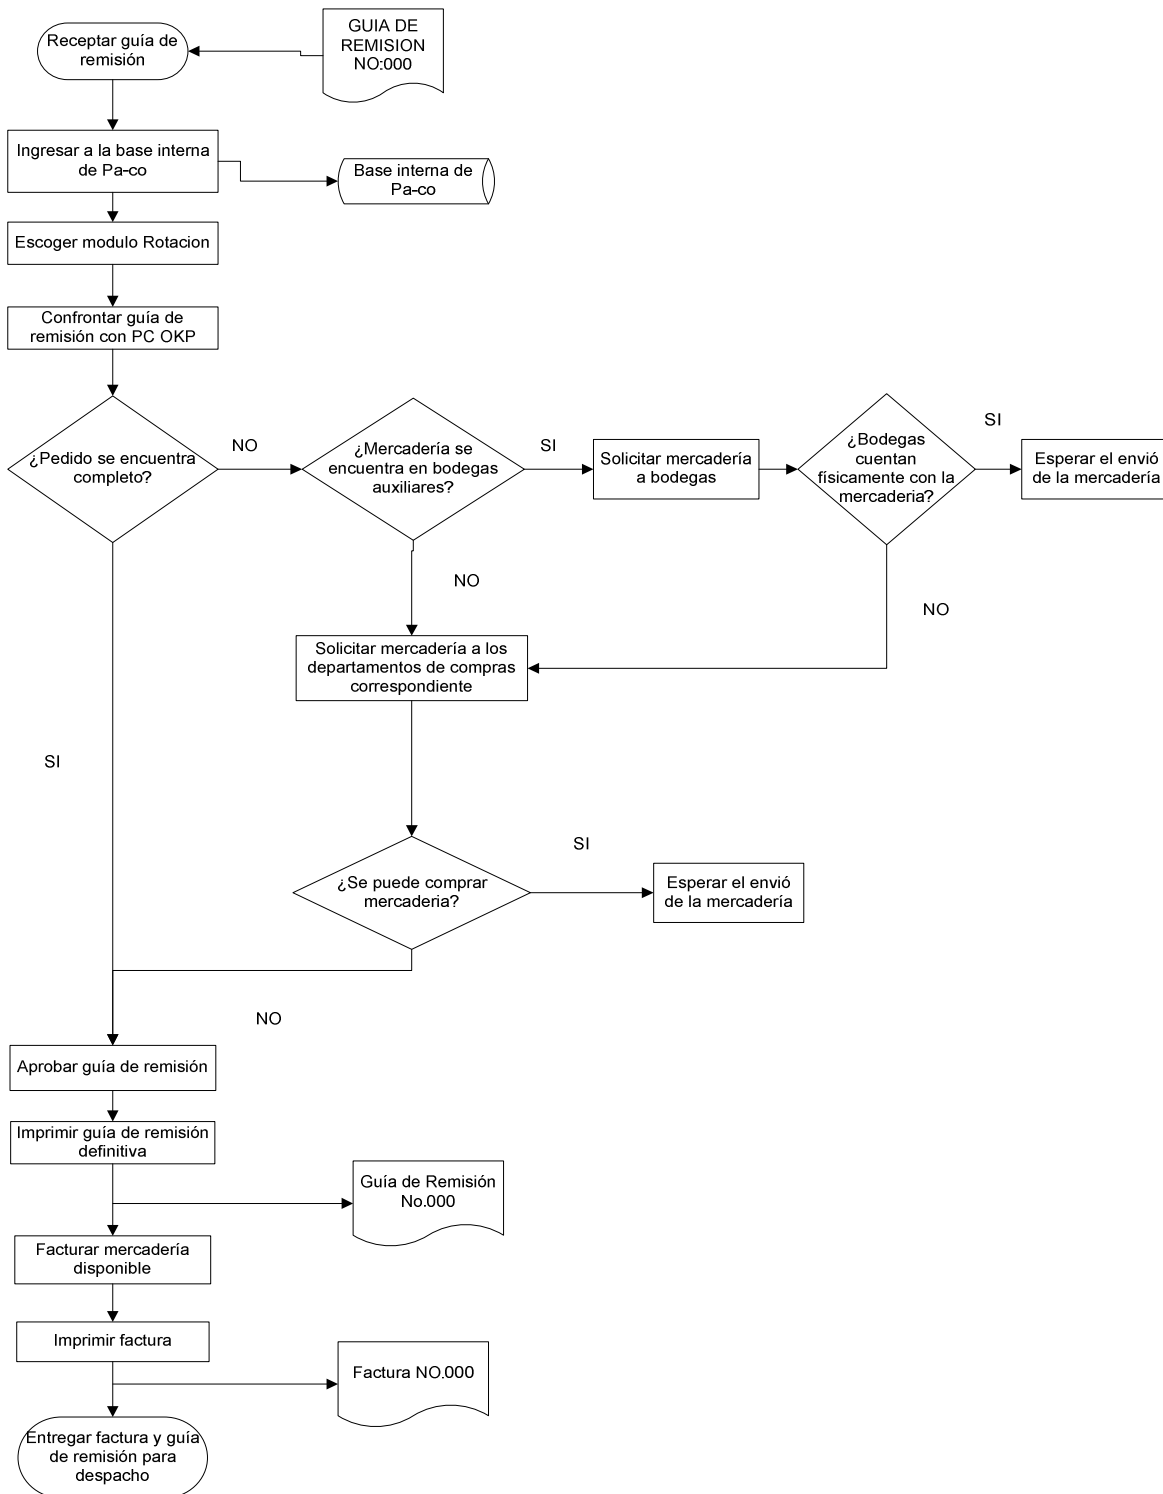 Receptar guía de
remisión
GUIA DE
REMISION
NO:000
Ingresar a la base interna
de Pa-co
Base interna de
Pa-co
Escoger modulo Rotacion
Confrontar guía de
remisión con PC OKP
¿Pedido se encuentra
completo?
NO
¿Mercadería se
encuentra en bodegas
auxiliares?
SI
Solicitar mercadería
a bodegas
¿Bodegas
cuentan
físicamente con la
mercaderia?
SI
Esperar el envió
de la mercadería
NO
NO
Solicitar mercadería a los
departamentos de compras
correspondiente
SI
¿Se puede comprar
mercaderia?
SI
Esperar el envió
de la mercadería
NO
Aprobar guía de remisión
Imprimir guía de remisión
definitiva
Guía de Remisión
No.000
Facturar mercadería
disponible
Imprimir factura
Factura NO.000
Entregar factura y guía
de remisión para
despacho